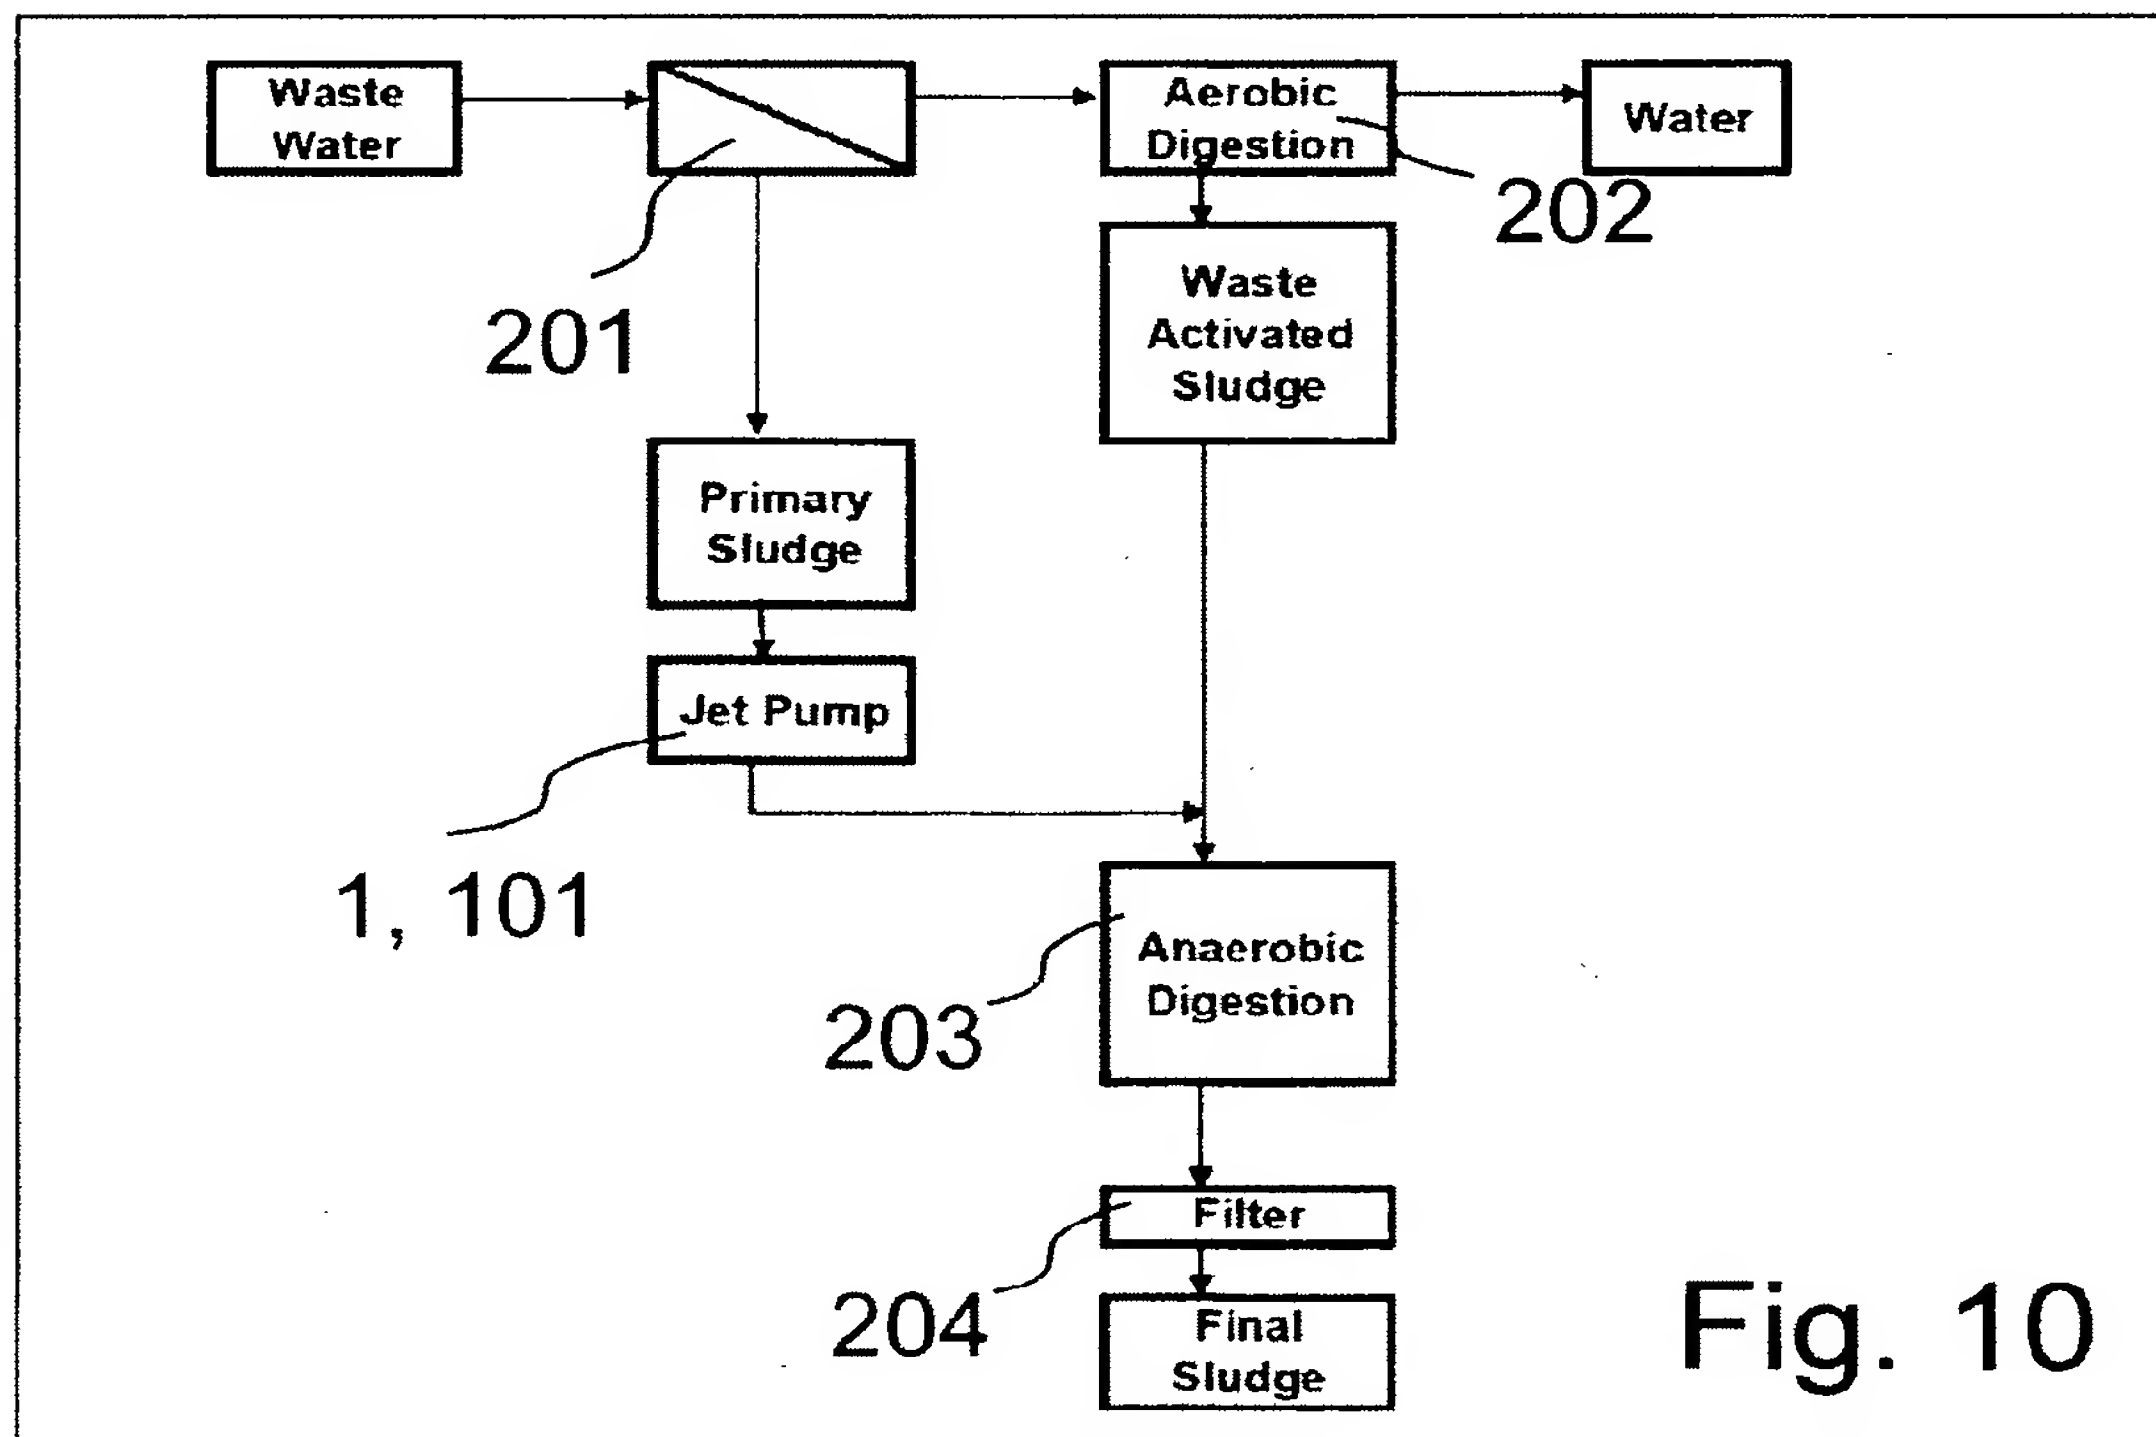 Waste
Water
Aerobic
Digestion
Water
202
201
Waste
Activated
Sludge
Primary
Sludge
Jet Pump
1, 101
Anaerobic
Digestion
203
Filter
204
Final
Sludge
Fig. 10